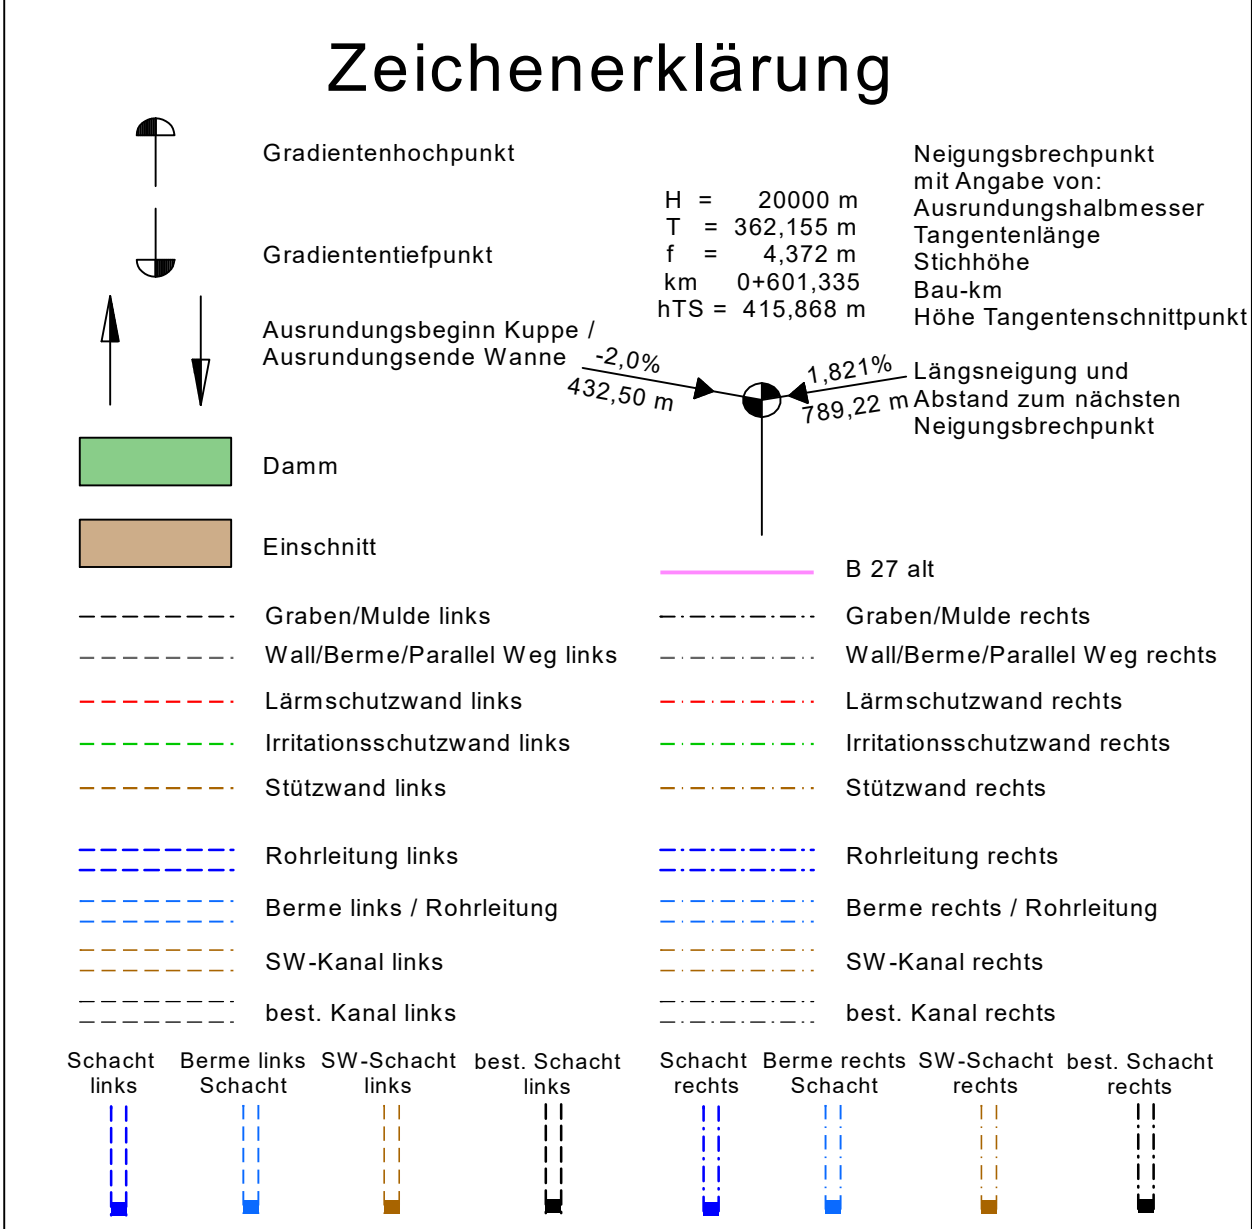 Zeichenerklärung
Gradientenhochpunkt
Gradiententiefpunkt
Ausrundungsbeginn Kuppe /
Ausrundungsende Wanne
Damm
Einschnitt
H = 20000 m
T = 362,155 m
f = 4,372 m
km 0+601,335
hTS = 415,868 m
Neigungsbrechpunkt
mit Angabe von:
Ausrundungshalbmesser
Tangentenlänge
Stichhöhe
Bau-km
Höhe Tangentenschnittpunkt
-2,0%
432,50 m
1,821%
789,22 m
Längsneigung und
Abstand zum nächsten
Neigungsbrechpunkt
B 27 alt
Graben/Mulde links
Graben/Mulde rechts
Wall/Berme/Parallel Weg links
Wall/Berme/Parallel Weg rechts
Lärmschutzwand links
Lärmschutzwand rechts
Irritationsschutzwand links
Irritationsschutzwand rechts
Stützwand links
Stützwand rechts
Rohrleitung links
Rohrleitung rechts
Berme links / Rohrleitung
Berme rechts / Rohrleitung
SW-Kanal links
SW-Kanal rechts
best. Kanal links
best. Kanal rechts
Schacht
links
Berme links
Schacht
SW-Schacht
links
best. Schacht
links
Schacht
rechts
Berme rechts
Schacht
SW-Schacht
rechts
best. Schacht
rechts